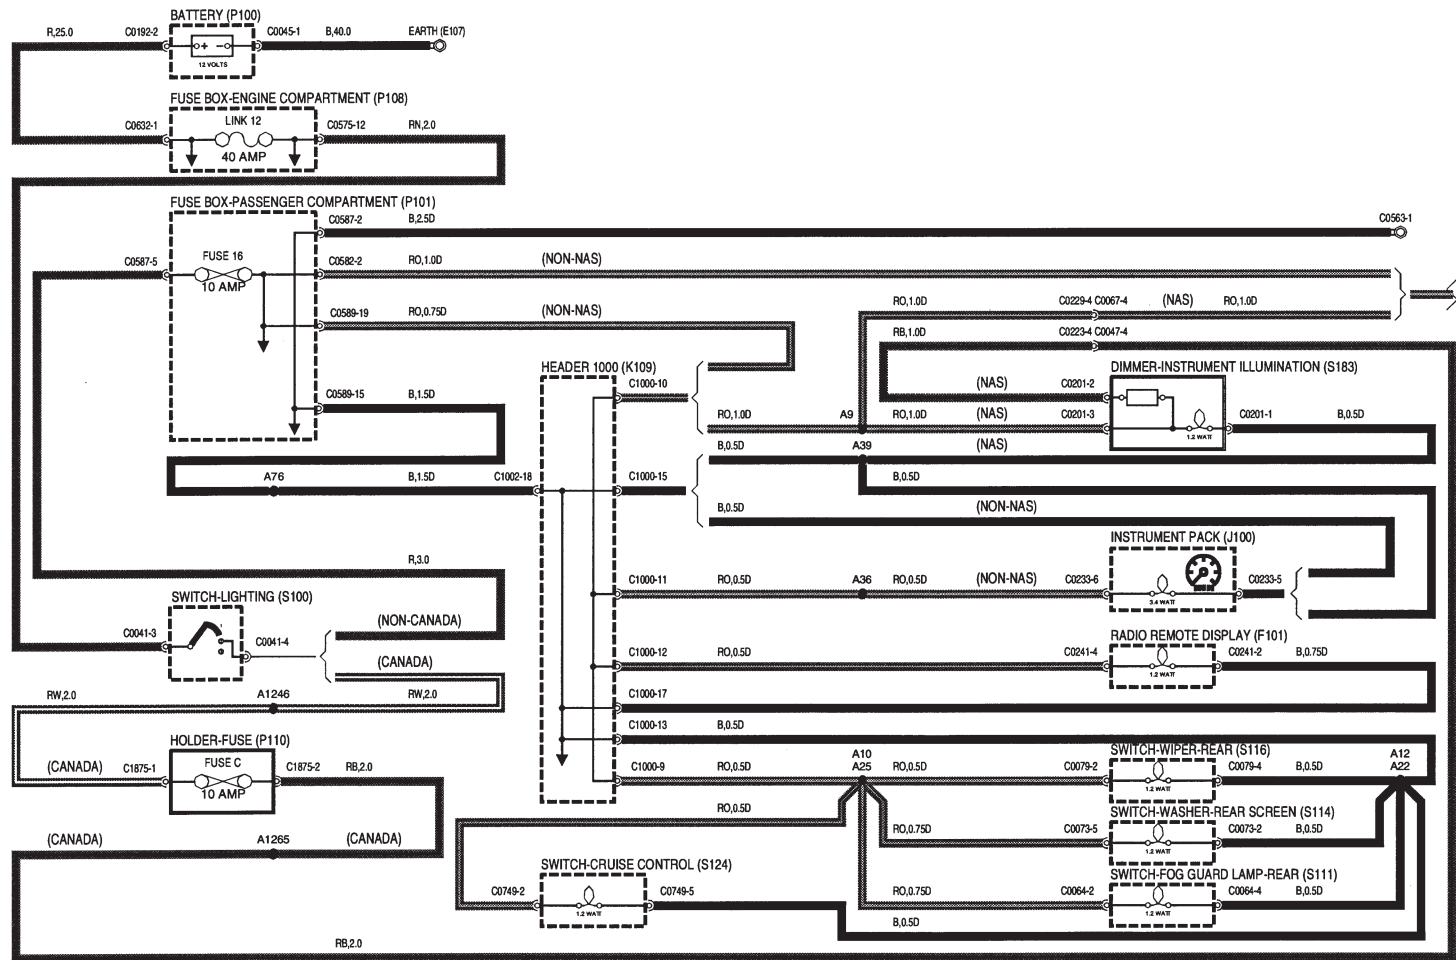 BATTERY (P100)
R,25.0 C0192-2 C0045-1 B,40.0 EARTH (E107)
+ -
12 VOLTS
FUSE BOX-ENGINE COMPARTMENT (P108)
C0632-1 LINK 12 C0575-12 RN,2.0
40 AMP
FUSE BOX-PASSENGER COMPARTMENT (P101)
C0587-2 B,2.5D C0563-1
C0587-5 FUSE 16 C0582-2 RO,1.0D (NON-NAS)
10 AMP
RO,1.0D C0229-4 C0067-4 (NAS) RO,1.0D
C0589-19 RO,0.75D (NON-NAS)
RB,1.0D C0223-4 C0047-4
HEADER 1000 (K109)
DIMMER-INSTRUMENT ILLUMINATION (S183)
C1000-10 (NAS) C0201-2
C0589-15 B,1.5D
RO,1.0D A9 RO,1.0D (NAS) C0201-3 C0201-1 B,0.5D
1.2 WATT
B,0.5D A39 (NAS)
A76 B,1.5D C1002-18 C1000-15 B,0.5D
B,0.5D (NON-NAS)
INSTRUMENT PACK (J100)
R,3.0
C1000-11 RO,0.5D A36 RO,0.5D (NON-NAS) C0233-6 C0233-5
3.4 WATT
SWITCH-LIGHTING (S100)
(NON-CANADA)
C0041-3 C0041-4
RADIO REMOTE DISPLAY (F101)
(CANADA)
C1000-12 RO,0.5D C0241-4 C0241-2 B,0.75D
1.2 WATT
RW,2.0 A1246 RW,2.0
C1000-17
C1000-13 B,0.5D
HOLDER-FUSE (P110)
SWITCH-WIPER-REAR (S116)
A10 A12
(CANADA) C1875-1 FUSE C C1875-2 RB,2.0
C1000-9 RO,0.5D A25 RO,0.5D C0079-2 C0079-4 B,0.5D A22
10 AMP
1.2 WATT
RO,0.5D
SWITCH-WASHER-REAR SCREEN (S114)
RO,0.75D C0073-5 C0073-2 B,0.5D
1.2 WATT
(CANADA) A1265 (CANADA)
SWITCH-CRUISE CONTROL (S124)
SWITCH-FOG GUARD LAMP-REAR (S111)
C0749-2 C0749-5
RO,0.75D C0064-2 C0064-4 B,0.5D
1.2 WATT
1.2 WATT
B,0.5D
RB,2.0